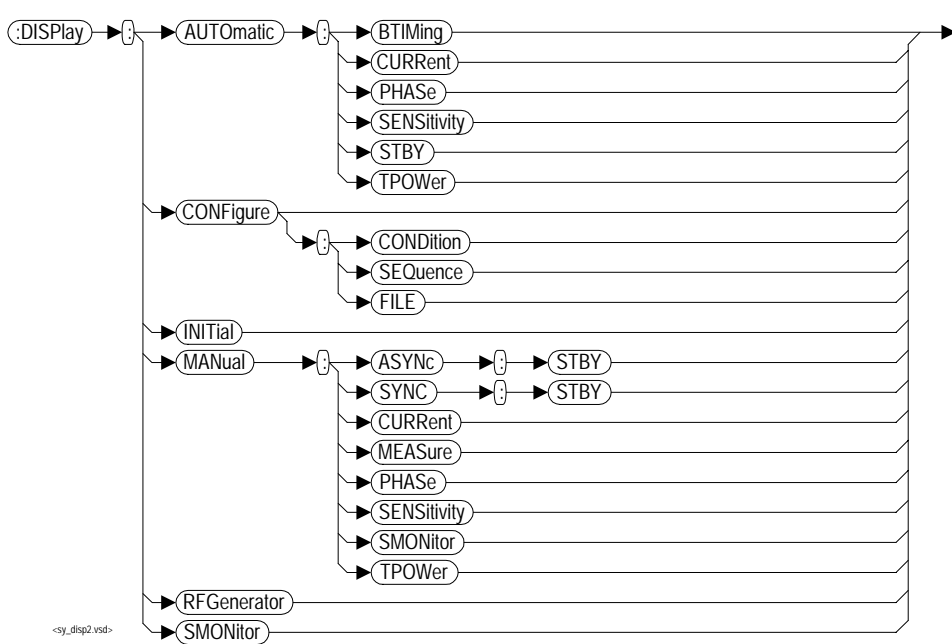 :DISPlay : AUTOmatic : BTIMing
CURRent
PHASe
SENSitivity
STBY
TPOWer
CONFigure
: CONDition
SEQuence
FILE
INITial
MANual : ASYNc : STBY
SYNC : STBY
CURRent
MEASure
PHASe
SENSitivity
SMONitor
TPOWer
RFGenerator
<sy_disp2.vsd> SMONitor